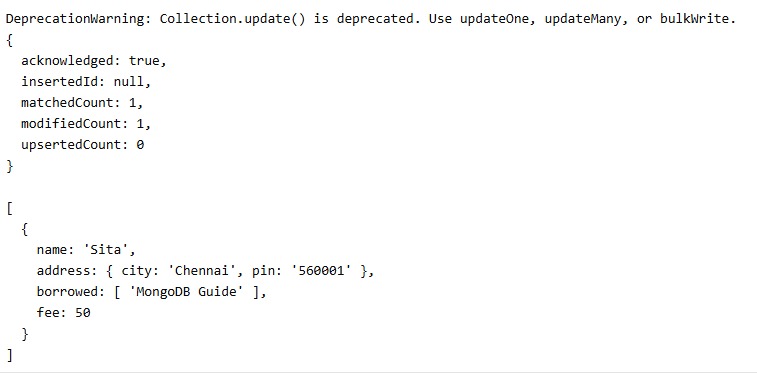 DeprecationWarning: Collection.update() is deprecated. Use updateOne, updateMany, or bulkWrite.
{
  acknowledged: true,
  insertedId: null,
  matchedCount: 1,
  modifiedCount: 1,
  upsertedCount: 0
}

[
  {
    name: 'Sita',
    address: { city: 'Chennai', pin: '560001' },
    borrowed: [ 'MongoDB Guide' ],
    fee: 50
  }
]